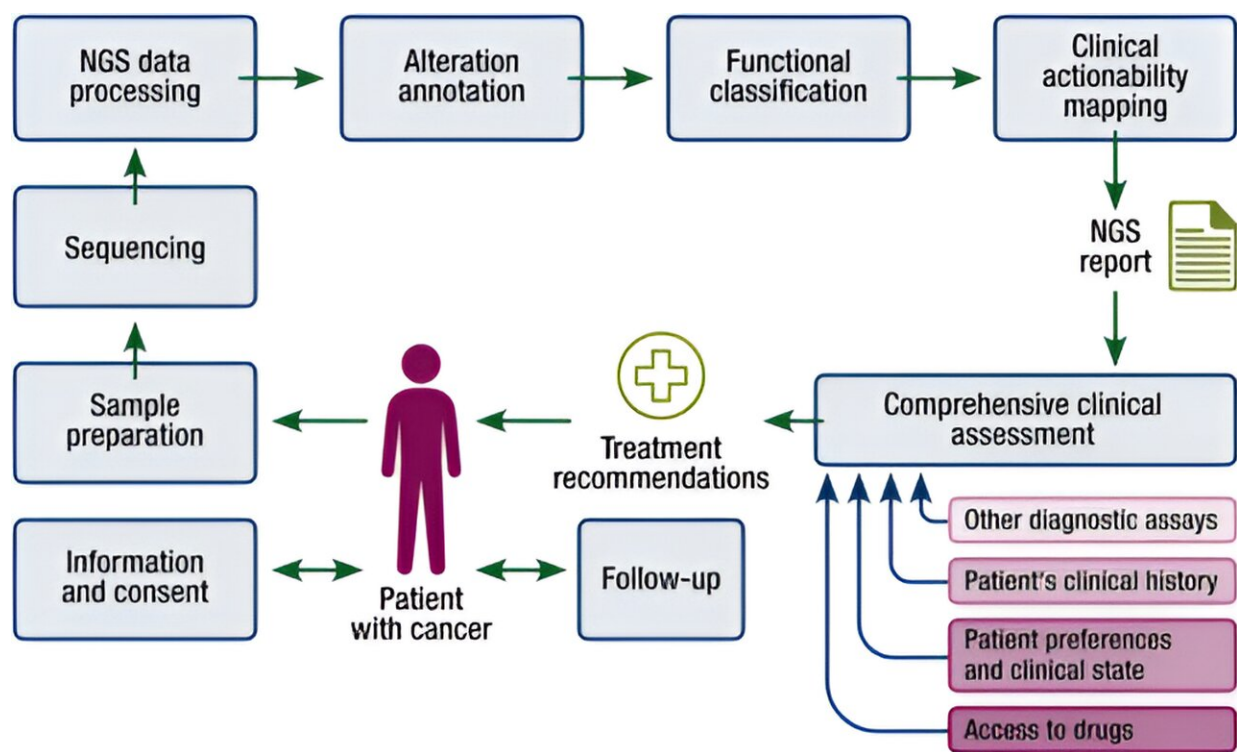 NGS data
processing
Alteration
annotation
Functional
classification
Clinical
actionability
mapping
Sequencing
NGS
report
Sample
preparation
Treatment
recommendations
Comprehensive clinical
assessment
Other diagnostic assays
Patient's clinical history
Patient preferences
and clinical state
Access to drugs
Information
and consent
Patient
with cancer
Follow-up